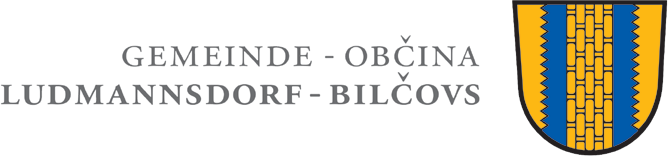 GEMEINDE - OBČINA
LUDMANNSDORF - BILČOVS